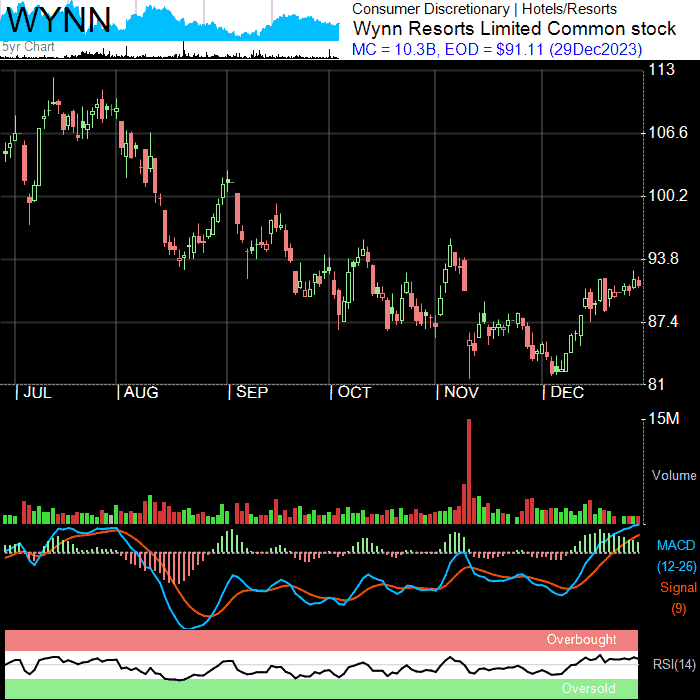 WYNN
5yr Chart
Consumer Discretionary | Hotels/Resorts
Wynn Resorts Limited Common stock
MC = 10.3B, EOD = $91.11 (29Dec2023)
113
106.6
100.2
93.8
87.4
81
| JUL | AUG | SEP | OCT | NOV | DEC
15M
Volume
MACD
(12-26)
Signal
(9)
Overbought
RSI(14)
Oversold